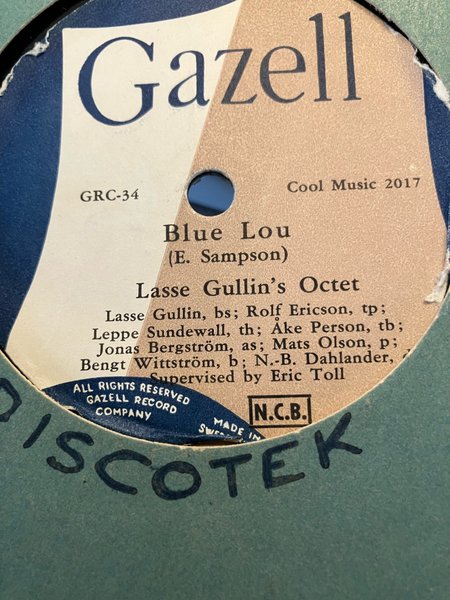 Gazell
GRC-34
Cool Music 2017
Blue Lou
(E. Sampson)
Lasse Gullin's Octet
Lasse Gullin, bs; Rolf Ericson, tp;
Leppe Sundewall, th; Åke Person, tb;
Jonas Bergström, as; Mats Olson, p;
Bengt Wittström, b; N.-B. Dahlander,
Supervised by Eric Toll
ALL RIGHTS RESERVED
GAZELL RECORD
COMPANY
MADE IN
N.C.B.
DISCOTEK